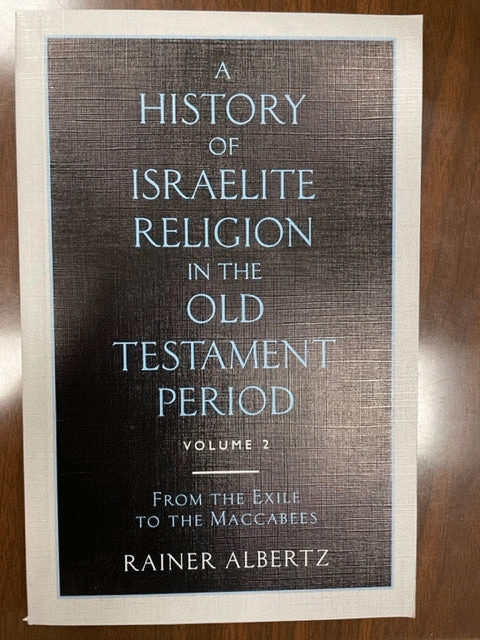 A
HISTORY
OF
ISRAELITE
RELIGION
IN THE
OLD
TESTAMENT
PERIOD
VOLUME 2
FROM THE EXILE
TO THE MACCABEES
RAINER ALBERTZ